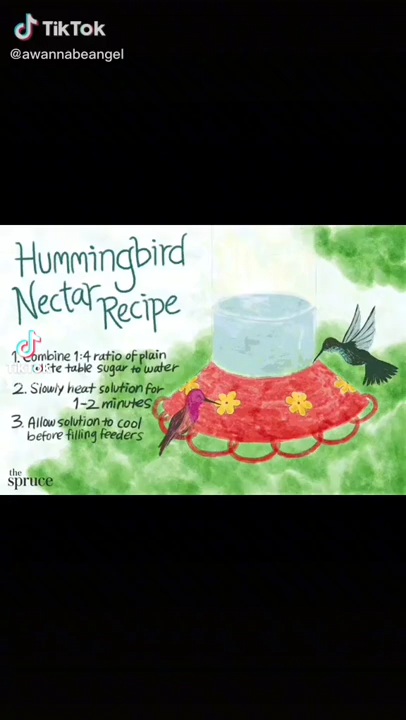 TikTok
@awannabeangel
Hummingbird
Nectar Recipe
TikTok
1. Combine 1:4 ratio of plain
table sugar to water
2. Slowly heat solution for
1-2 minutes
3. Allow solution to cool
before filling feeders
the
spruce